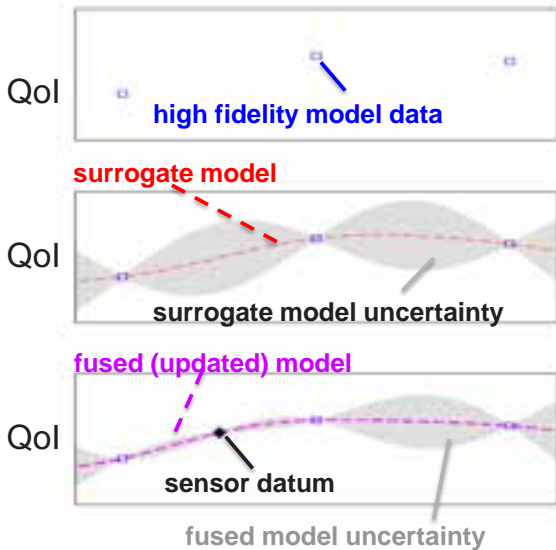 QoI
high fidelity model data
surrogate model
QoI
surrogate model uncertainty
fused (updated) model
QoI
sensor datum
fused model uncertainty